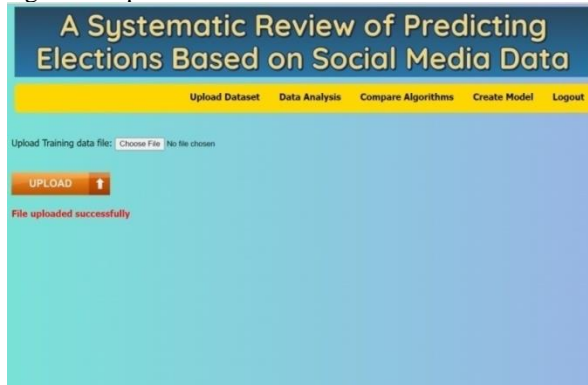 A Systematic Review of Predicting
Elections Based on Social Media Data
Upload Dataset Data Analysis Compare Algorithms Create Model Logout
Upload Training data file: Choose File No file chosen
UPLOAD
File uploaded successfully